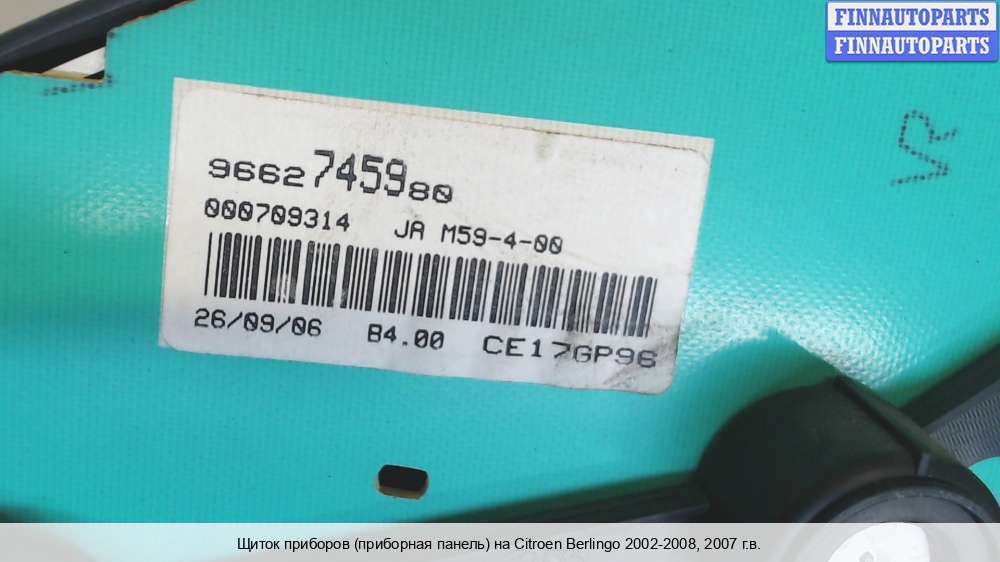 FINNAUTOPARTS
FINNAUTOPARTS
VR
9662745980
000709314 JA M59-4-00
26/09/06 B4.00 CE17GP96
Щиток приборов (приборная панель) на Citroen Berlingo 2002-2008, 2007 г.в.